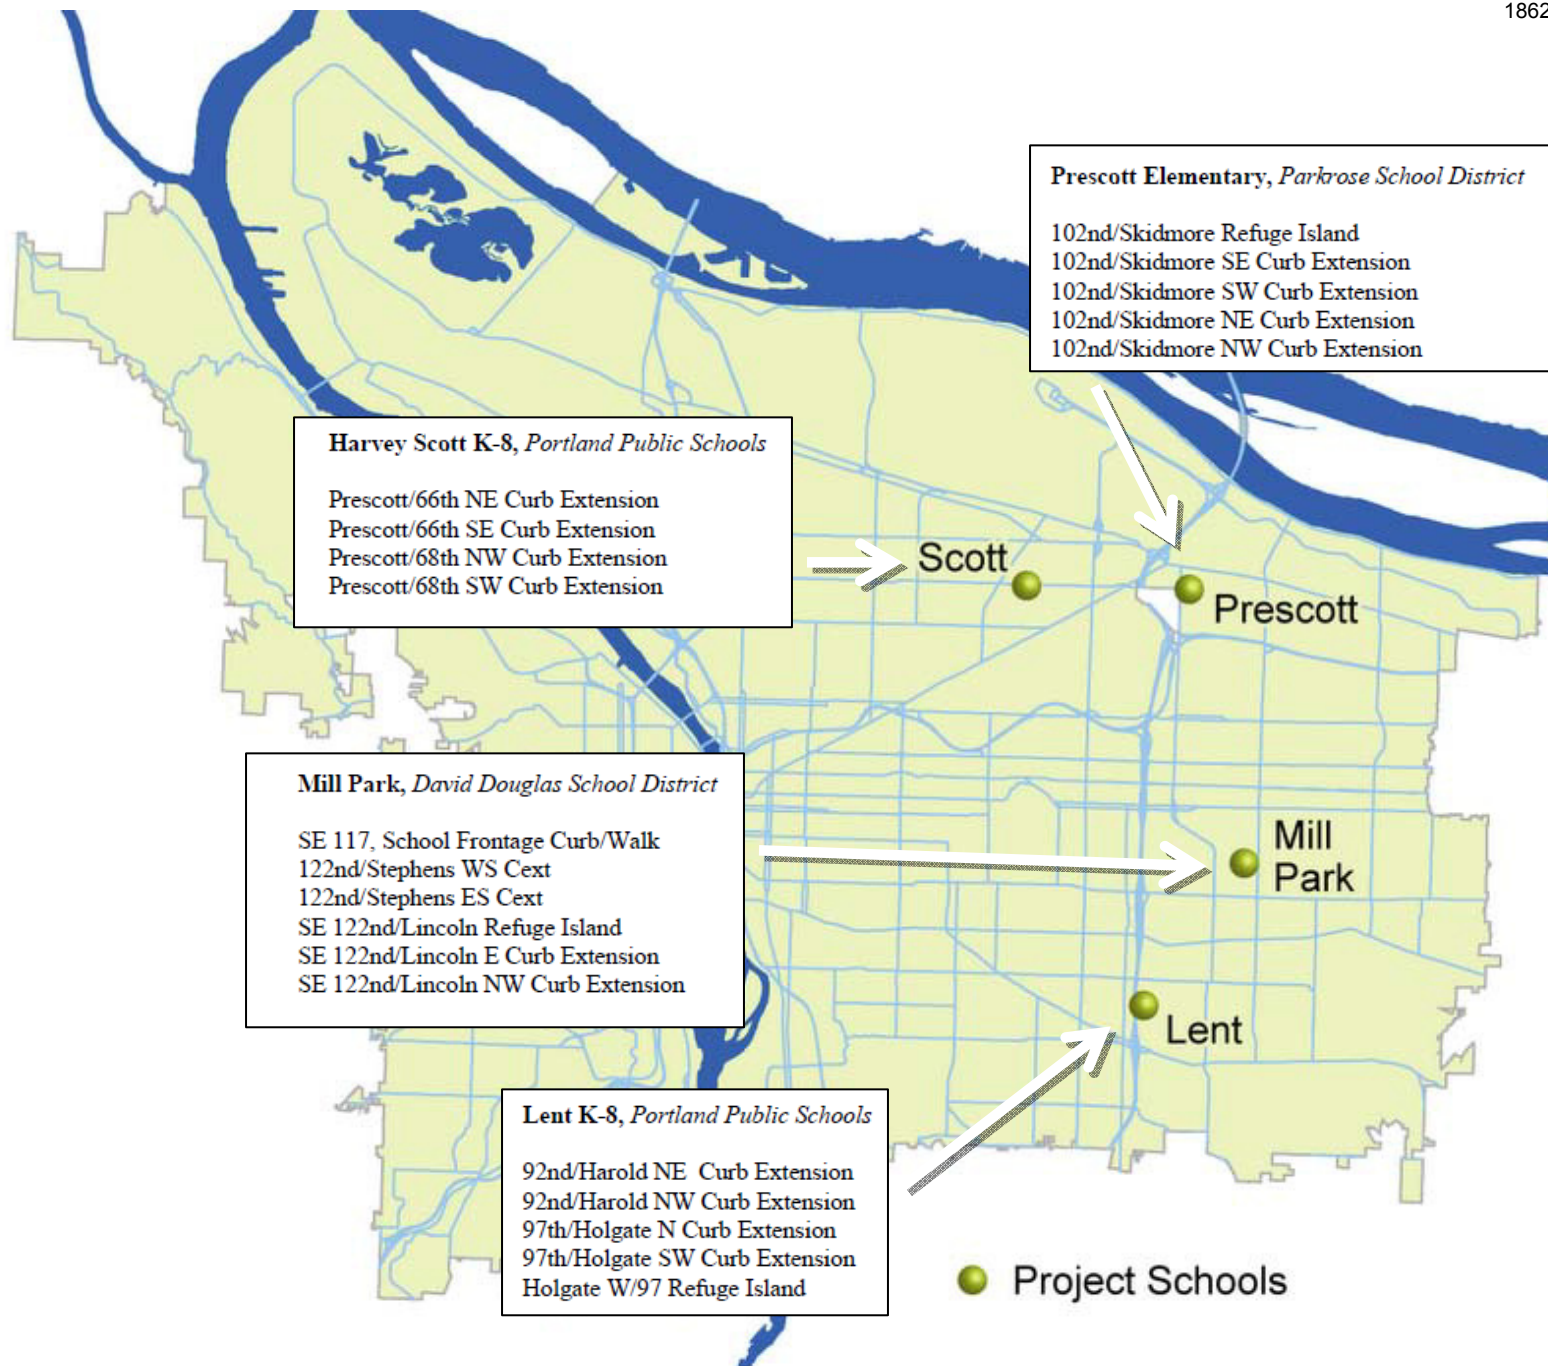 1862
Prescott Elementary, Parkrose School District
102nd/Skidmore Refuge Island
102nd/Skidmore SE Curb Extension
102nd/Skidmore SW Curb Extension
102nd/Skidmore NE Curb Extension
102nd/Skidmore NW Curb Extension
Harvey Scott K-8, Portland Public Schools
Prescott/66th NE Curb Extension
Prescott/66th SE Curb Extension
Prescott/68th NW Curb Extension
Prescott/68th SW Curb Extension
Scott
Prescott
Mill Park, David Douglas School District
SE 117, School Frontage Curb/Walk
122nd/Stephens WS Cext
122nd/Stephens ES Cext
SE 122nd/Lincoln Refuge Island
SE 122nd/Lincoln E Curb Extension
SE 122nd/Lincoln NW Curb Extension
Mill
Park
Lent
Lent K-8, Portland Public Schools
92nd/Harold NE  Curb Extension
92nd/Harold NW Curb Extension
97th/Holgate N Curb Extension
97th/Holgate SW Curb Extension
Holgate W/97 Refuge Island
Project Schools